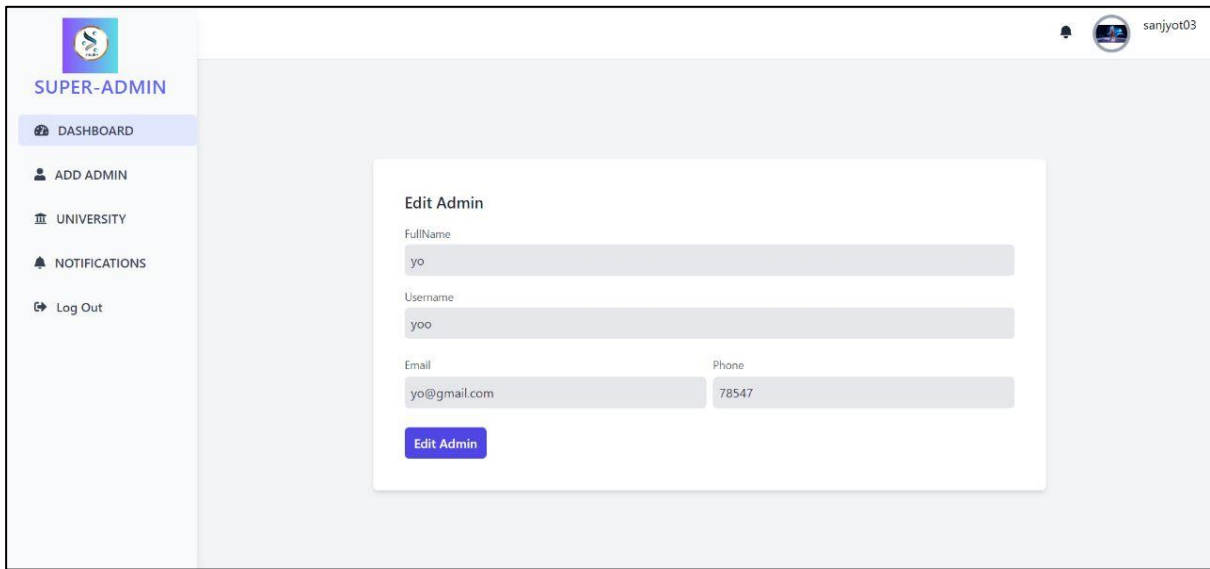 sanjyot03
SUPER-ADMIN
DASHBOARD
ADD ADMIN
UNIVERSITY
NOTIFICATIONS
Log Out
Edit Admin
FullName
yo
Username
yoo
Email Phone
yo@gmail.com 78547
Edit Admin